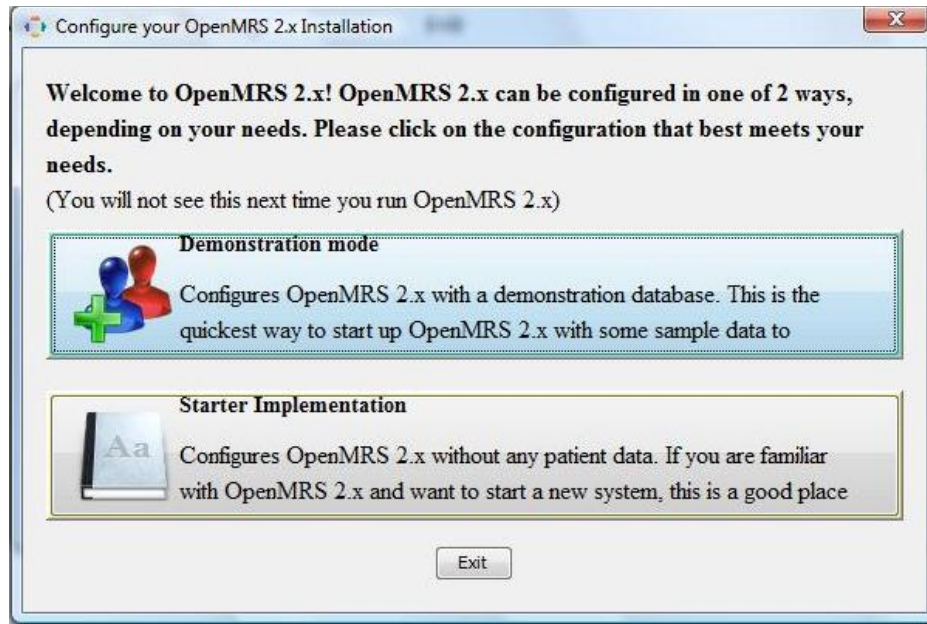 Configure your OpenMRS 2.x Installation
Welcome to OpenMRS 2.x! OpenMRS 2.x can be configured in one of 2 ways,
depending on your needs. Please click on the configuration that best meets your
needs.
(You will not see this next time you run OpenMRS 2.x)
Demonstration mode
Configures OpenMRS 2.x with a demonstration database. This is the
quickest way to start up OpenMRS 2.x with some sample data to
Starter Implementation
Aa
Configures OpenMRS 2.x without any patient data. If you are familiar
with OpenMRS 2.x and want to start a new system, this is a good place
Exit